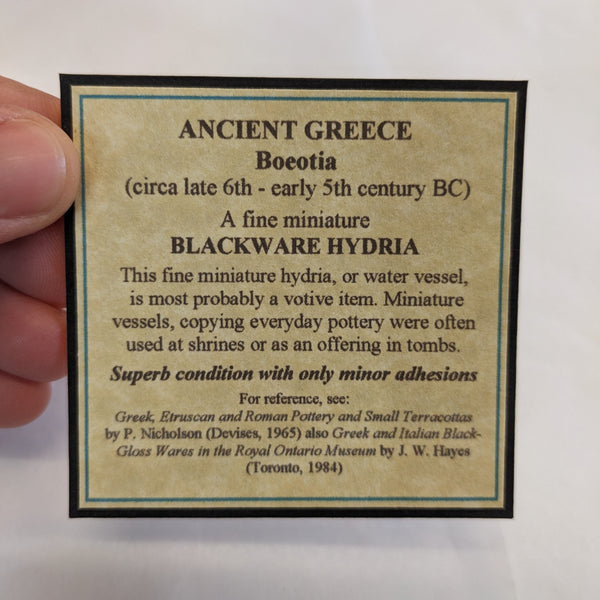 ANCIENT GREECE
Boeotia
(circa late 6th - early 5th century BC)
A fine miniature
BLACKWARE HYDRIA
This fine miniature hydria, or water vessel,
is most probably a votive item. Miniature
vessels, copying everyday pottery were often
used at shrines or as an offering in tombs.
Superb condition with only minor adhesions
For reference, see:
Greek, Etruscan and Roman Pottery and Small Terracottas
by P. Nicholson (Devises, 1965) also Greek and Italian Black-
Gloss Wares in the Royal Ontario Museum by J. W. Hayes
(Toronto, 1984)